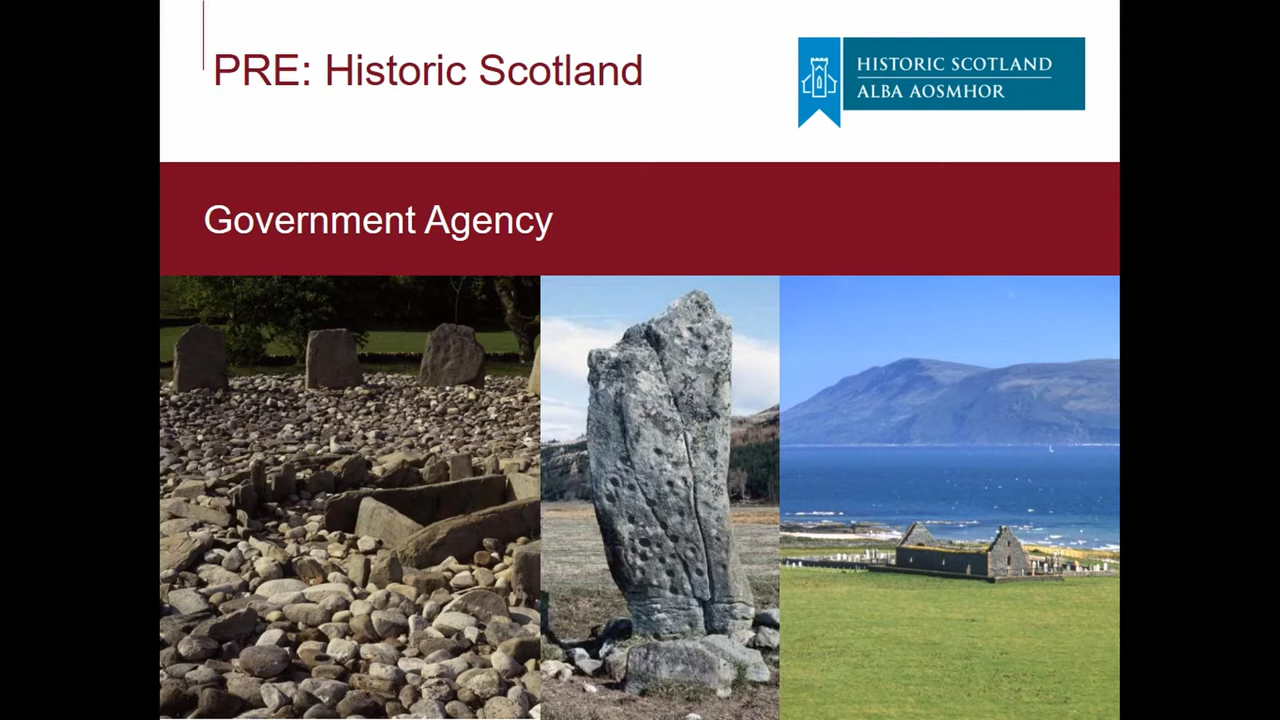 PRE: Historic Scotland
HISTORIC SCOTLAND
ALBA AOSMHOR
Government Agency